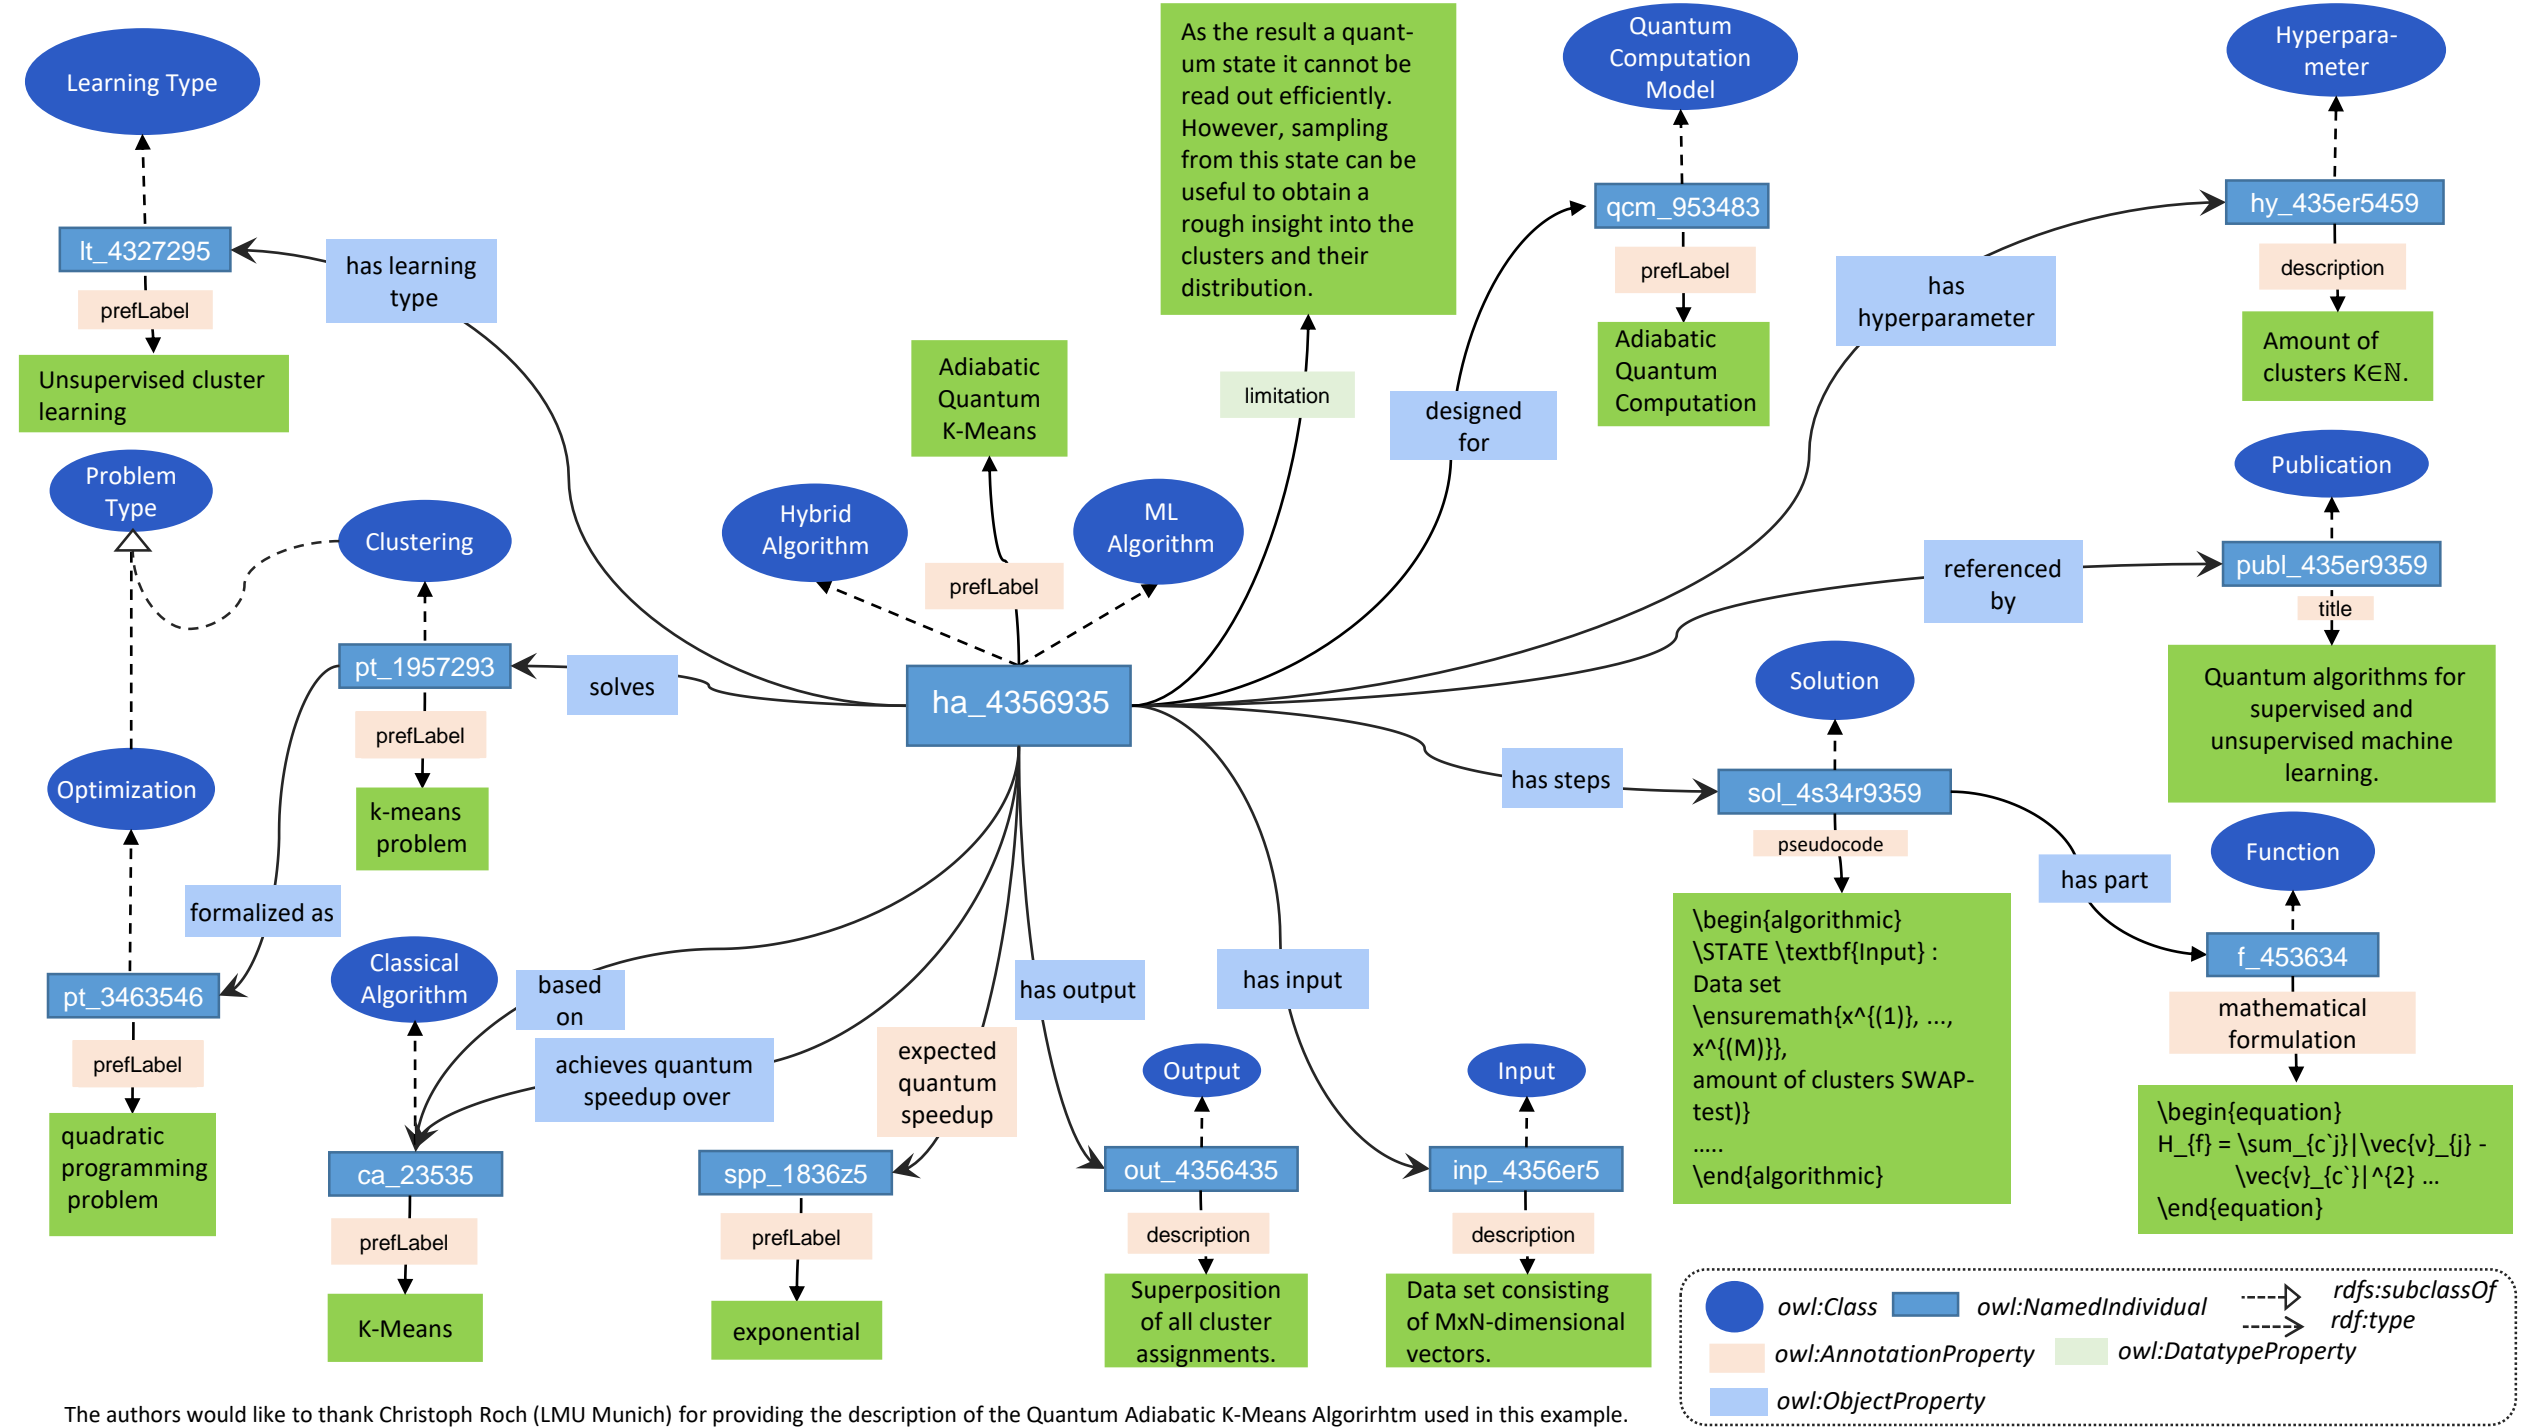 Learning Type
lt_4327295
prefLabel
Unsupervised cluster
learning
has learning
type
Problem
Type
Clustering
pt_1957293
prefLabel
k-means
problem
solves
Optimization
formalized as
pt_3463546
prefLabel
quadratic
programming
problem
Adiabatic
Quantum
K-Means
Hybrid
Algorithm
prefLabel
ML
Algorithm
ha_4356935
As the result a quant-
um state it cannot be
read out efficiently.
However, sampling
from this state can be
useful to obtain a
rough insight into the
clusters and their
distribution.
limitation
Quantum
Computation
Model
qcm_953483
prefLabel
Adiabatic
Quantum
Computation
designed
for
Hyperpara-
meter
hy_435er5459
description
Amount of
clusters K∈ℕ.
has
hyperparameter
Publication
publ_435er9359
title
Quantum algorithms for
supervised and
unsupervised machine
learning.
referenced
by
Solution
has steps
sol_4s34r9359
pseudocode
\begin{algorithmic}
\STATE \textbf{Input} :
Data set
\ensuremath{x^{(1)}, ...,
x^{(M)}},
amount of clusters SWAP-
test)}
.....
\end{algorithmic}
has part
Function
f_453634
mathematical
formulation
\begin{equation}
H_{f} = \sum_{c`j}|\vec{v}_{j} -
\vec{v}_{c`}|^{2} ...
\end{equation}
Classical
Algorithm
based
on
achieves quantum
speedup over
ca_23535
prefLabel
K-Means
expected
quantum
speedup
spp_1836z5
prefLabel
exponential
has output
Output
out_4356435
description
Superposition
of all cluster
assignments.
has input
Input
inp_4356er5
description
Data set consisting
of MxN-dimensional
vectors.
owl:Class
owl:NamedIndividual
rdfs:subclassOf
rdf:type
owl:AnnotationProperty
owl:DatatypeProperty
owl:ObjectProperty
The authors would like to thank Christoph Roch (LMU Munich) for providing the description of the Quantum Adiabatic K-Means Algorirhtm used in this example.